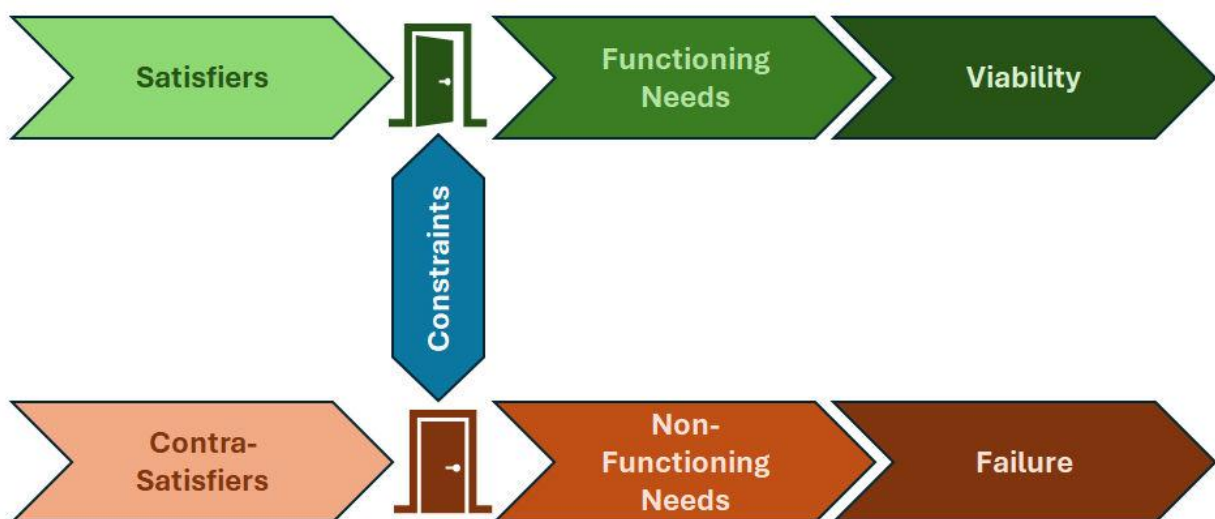 Satisfiers
Functioning
Needs
Viability
Constraints
Contra-
Satisfiers
Non-
Functioning
Needs
Failure